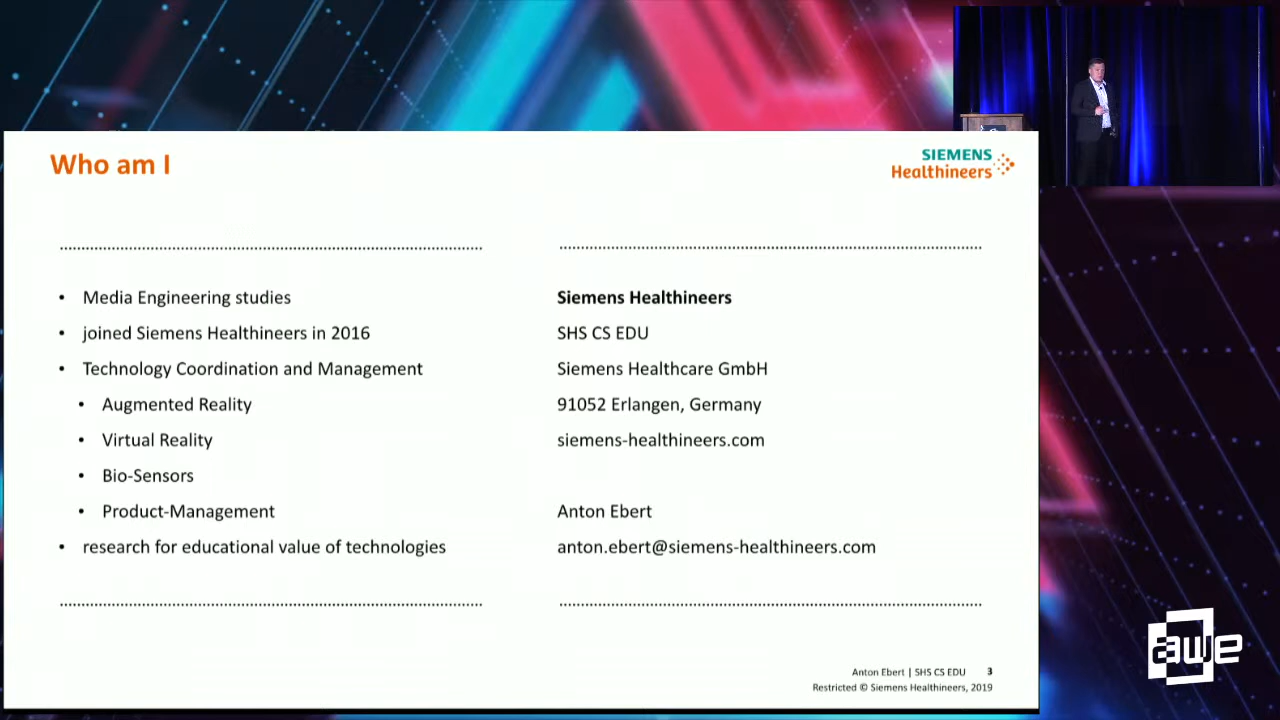 Who am I
SIEMENS
Healthineers
• Media Engineering studies
• joined Siemens Healthineers in 2016
• Technology Coordination and Management
• Augmented Reality
• Virtual Reality
• Bio-Sensors
• Product-Management
• research for educational value of technologies
Siemens Healthineers
SHS CS EDU
Siemens Healthcare GmbH
91052 Erlangen, Germany
siemens-healthineers.com
Anton Ebert
anton.ebert@siemens-healthineers.com
Anton Ebert | SHS CS EDU 3
Restricted © Siemens Healthineers, 2019
awe